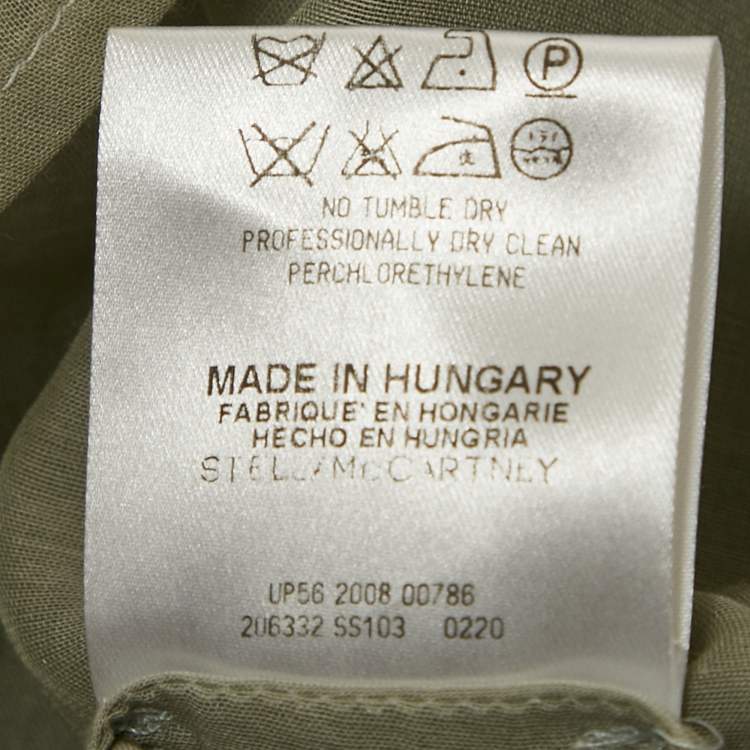 P
NO TUMBLE DRY
PROFESSIONALLY DRY CLEAN
PERCHLORETHYLENE
MADE IN HUNGARY
FABRIQUE' EN HONGARIE
HECHO EN HUNGRIA
STELLA McCARTNEY
UP56 2008 00786
206332 SS103 0220